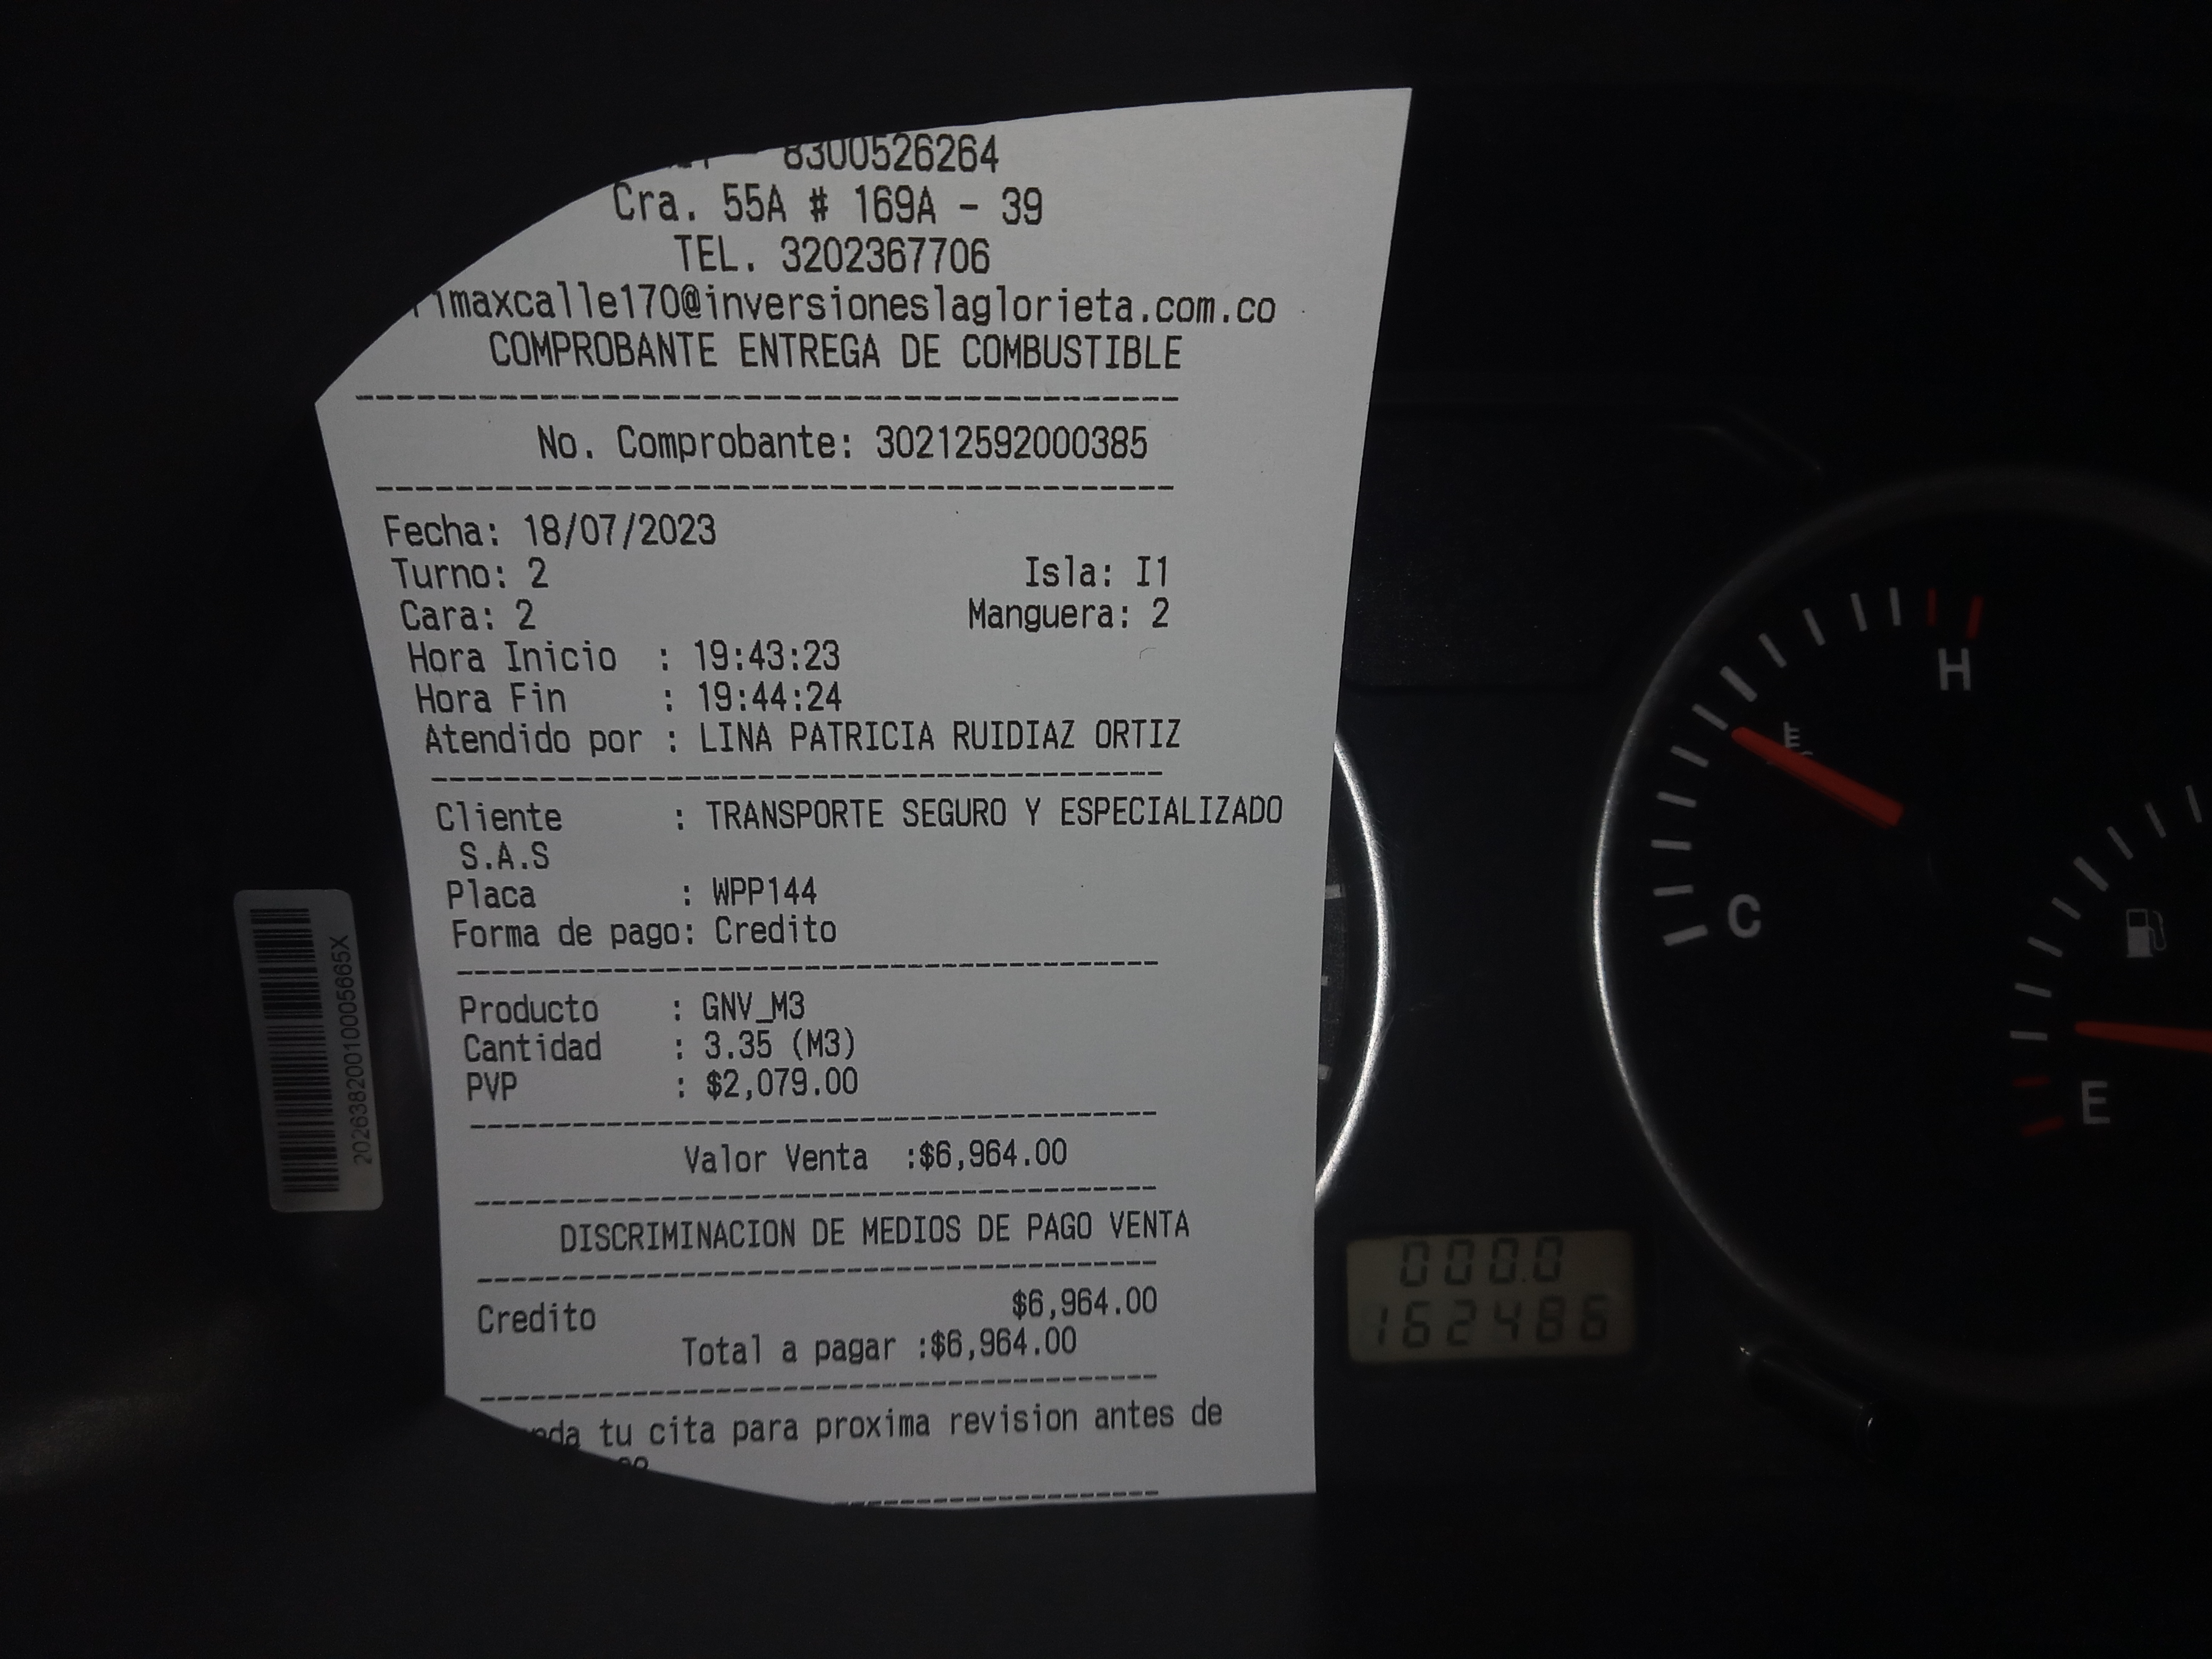 8300526264
Cra. 55A # 169A - 39
TEL. 3202367706
imaxcalle170@inversioneslaglorieta.com.co
COMPROBANTE ENTREGA DE COMBUSTIBLE
No. Comprobante: 30212592000385
Fecha: 18/07/2023
Turno: 2 Isla: I1
Cara: 2 Manguera: 2
Hora Inicio : 19:43:23
Hora Fin : 19:44:24
Atendido por : LINA PATRICIA RUIDIAZ ORTIZ
Cliente : TRANSPORTE SEGURO Y ESPECIALIZADO
S.A.S
Placa : WPP144
Forma de pago: Credito
Producto : GNV_M3
Cantidad : 3.35 (M3)
PVP : $2,079.00
Valor Venta :$6,964.00
DISCRIMINACION DE MEDIOS DE PAGO VENTA
Credito $6,964.00
Total a pagar :$6,964.00
tu cita para proxima revision antes de
20263820010005665X
H
C
E
000.0
162486